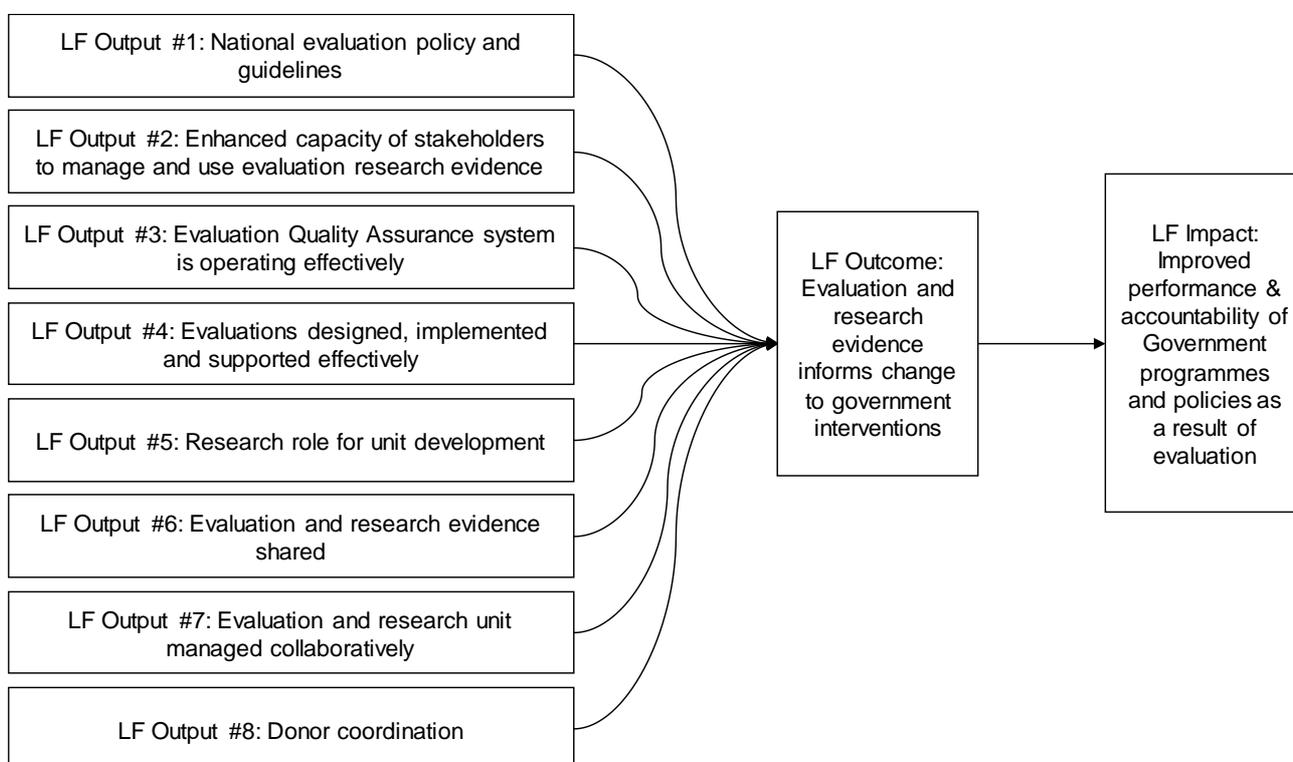 LF Output #1: National evaluation policy and
guidelines
LF Output #2: Enhanced capacity of stakeholders
to manage and use evaluation research evidence
LF Output #3: Evaluation Quality Assurance system
is operating effectively
LF Output #4: Evaluations designed, implemented
and supported effectively
LF Output #5: Research role for unit development
LF Output #6: Evaluation and research evidence
shared
LF Output #7: Evaluation and research unit
managed collaboratively
LF Output #8: Donor coordination
LF Outcome:
Evaluation and
research
evidence
informs change
to government
interventions
LF Impact:
Improved
performance &
accountability of
Government
programmes
and policies as
a result of
evaluation